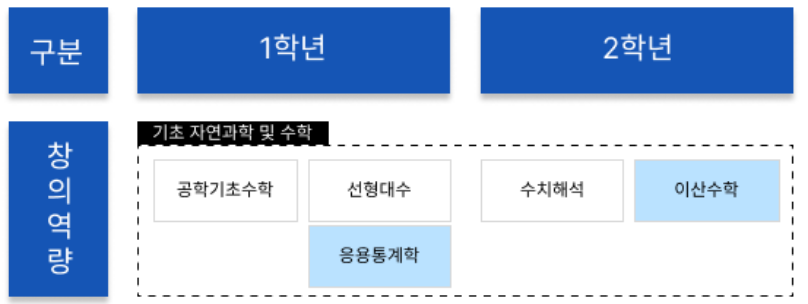 구분
1학년
2학년
창의역량
기초 자연과학 및 수학
공학기초수학
선형대수
수치해석
이산수학
응용통계학